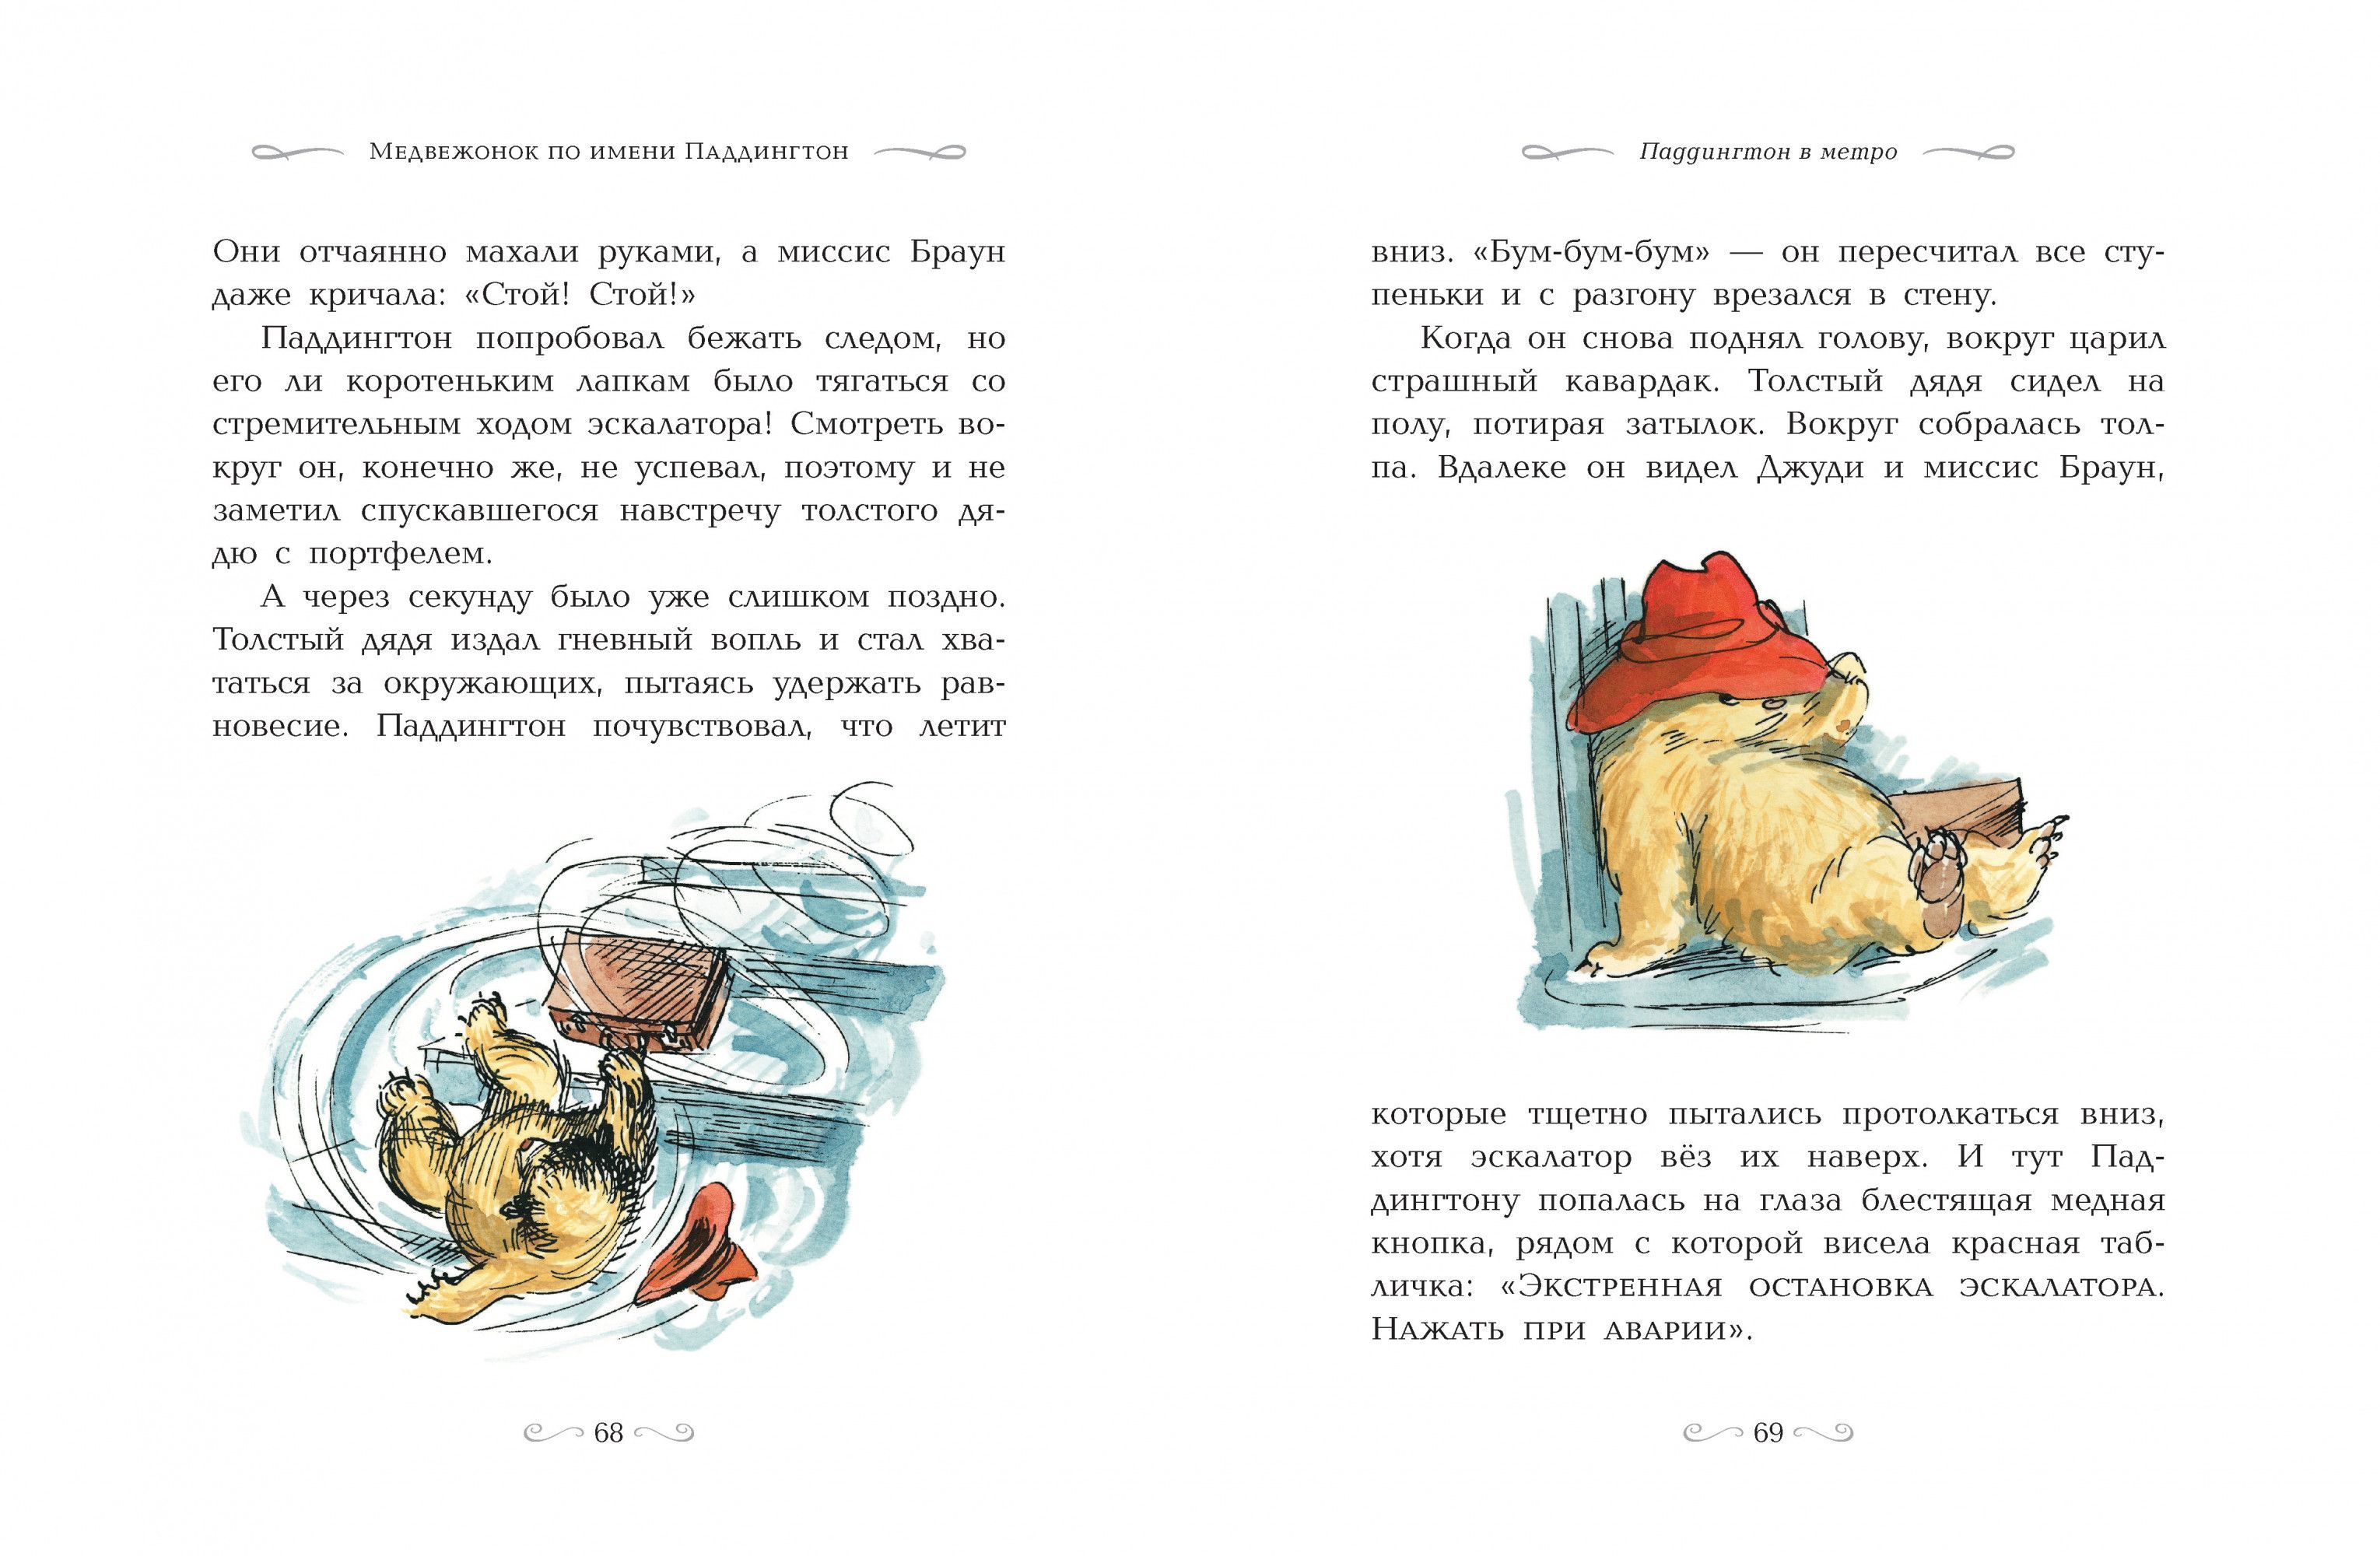 Медвежонок по имени Паддингтон
Они отчаянно махали руками, а миссис Браун
даже кричала: «Стой! Стой!»
Паддингтон попробовал бежать следом, но
его ли коротеньким лапкам было тягаться со
стремительным ходом эскалатора! Смотреть во-
круг он, конечно же, не успевал, поэтому и не
заметил спускавшегося навстречу толстого дя-
дю с портфелем.
А через секунду было уже слишком поздно.
Толстый дядя издал гневный вопль и стал хва-
таться за окружающих, пытаясь удержать рав-
новесие. Паддингтон почувствовал, что летит
68
Паддингтон в метро
вниз. «Бум-бум-бум» — он пересчитал все сту-
пеньки и с разгону врезался в стену.
Когда он снова поднял голову, вокруг царил
страшный кавардак. Толстый дядя сидел на
полу, потирая затылок. Вокруг собралась тол-
па. Вдалеке он видел Джуди и миссис Браун,
которые тщетно пытались протолкаться вниз,
хотя эскалатор вёз их наверх. И тут Пад-
дингтону попалась на глаза блестящая медная
кнопка, рядом с которой висела красная таб-
личка: «Экстренная остановка эскалатора.
Нажать при аварии».
69